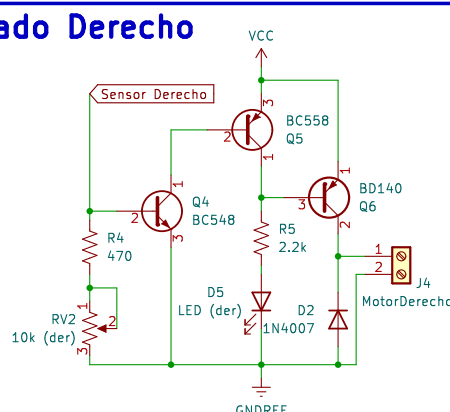 ado Derecho
VCC
Sensor Derecho
3
BC558
Q5
2
1
1
Q4
BC548
2
3
1
BD140
Q6
3
2
R4
470
R5
2.2k
1
2
J4
MotorDerecho
D5
LED (der)
D2
1N4007
RV2
10k (der)
1
2
3
GNDREF